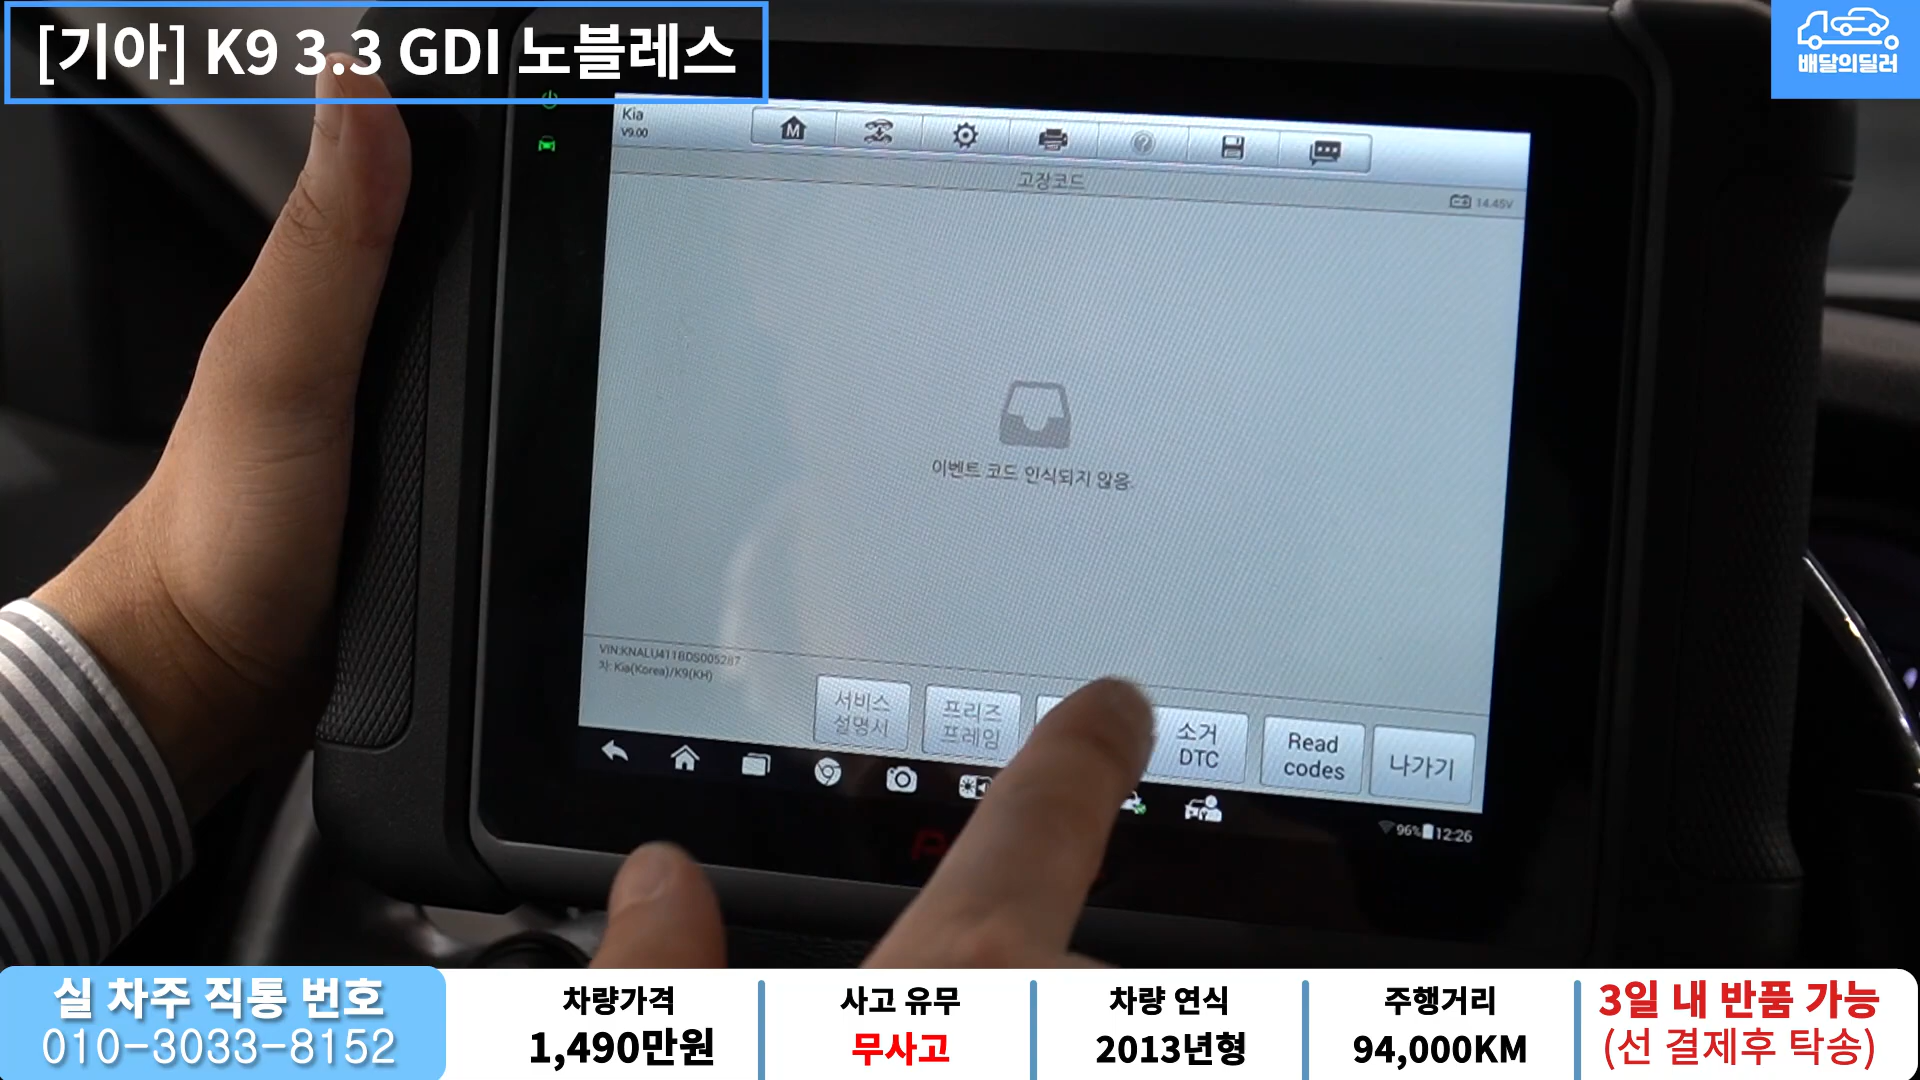 [기아] K9 3.3 GDI 노블레스
배달의딜러
Kia
V9.00
고장코드
14.45V
이벤트 코드 인식되지 않음.
VIN:KNALU411BDS005287
차: Kia(Korea)/K9(KH)
서비스
설명시
프리즈
프레임
소거
DTC
Read
codes
나가기
96% 12:26
실 차주 직통 번호
010-3033-8152
차량가격
1,490만원
사고 유무
무사고
차량 연식
2013년형
주행거리
94,000KM
3일 내 반품 가능
(선 결제후 탁송)